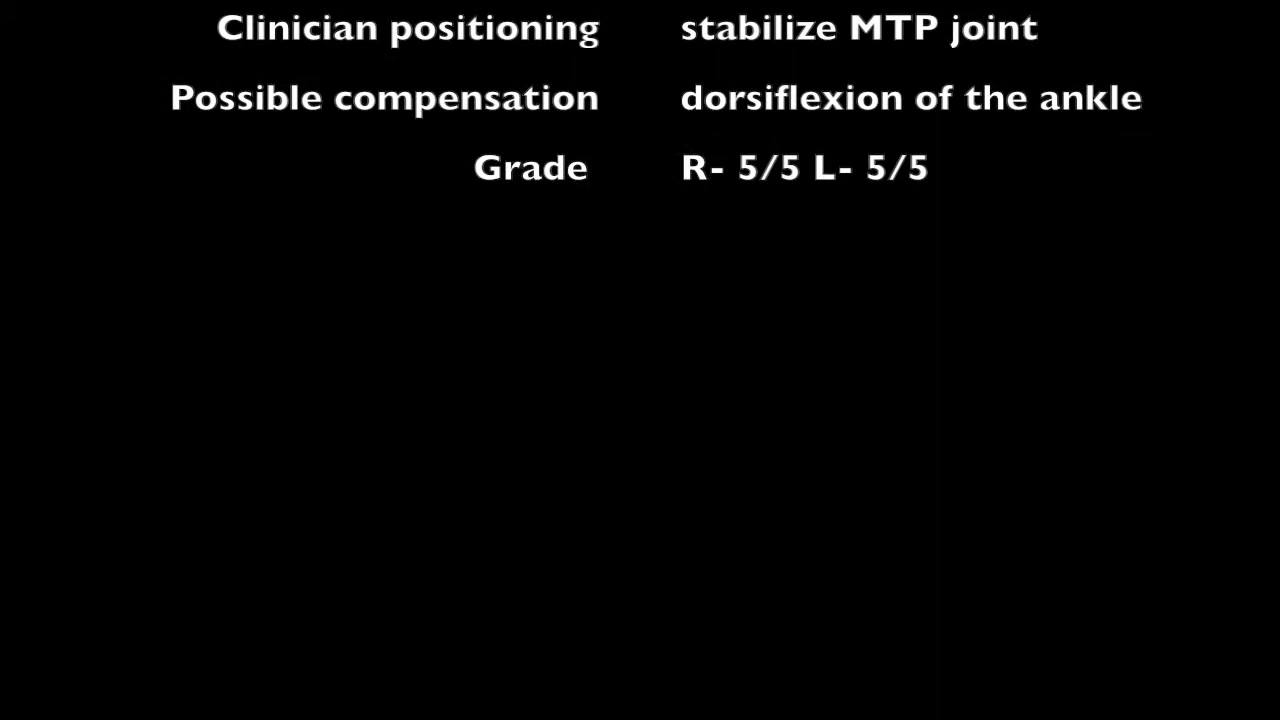 Clinician positioning stabilize MTP joint
Possible compensation dorsiflexion of the ankle
Grade R- 5/5 L- 5/5